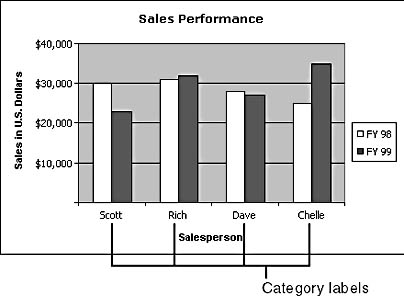 Sales Performance
Sales in U.S. Dollars
$40,000
$30,000
$20,000
$10,000
Scott Rich Dave Chelle
Salesperson
FY 98
FY 99
Category labels